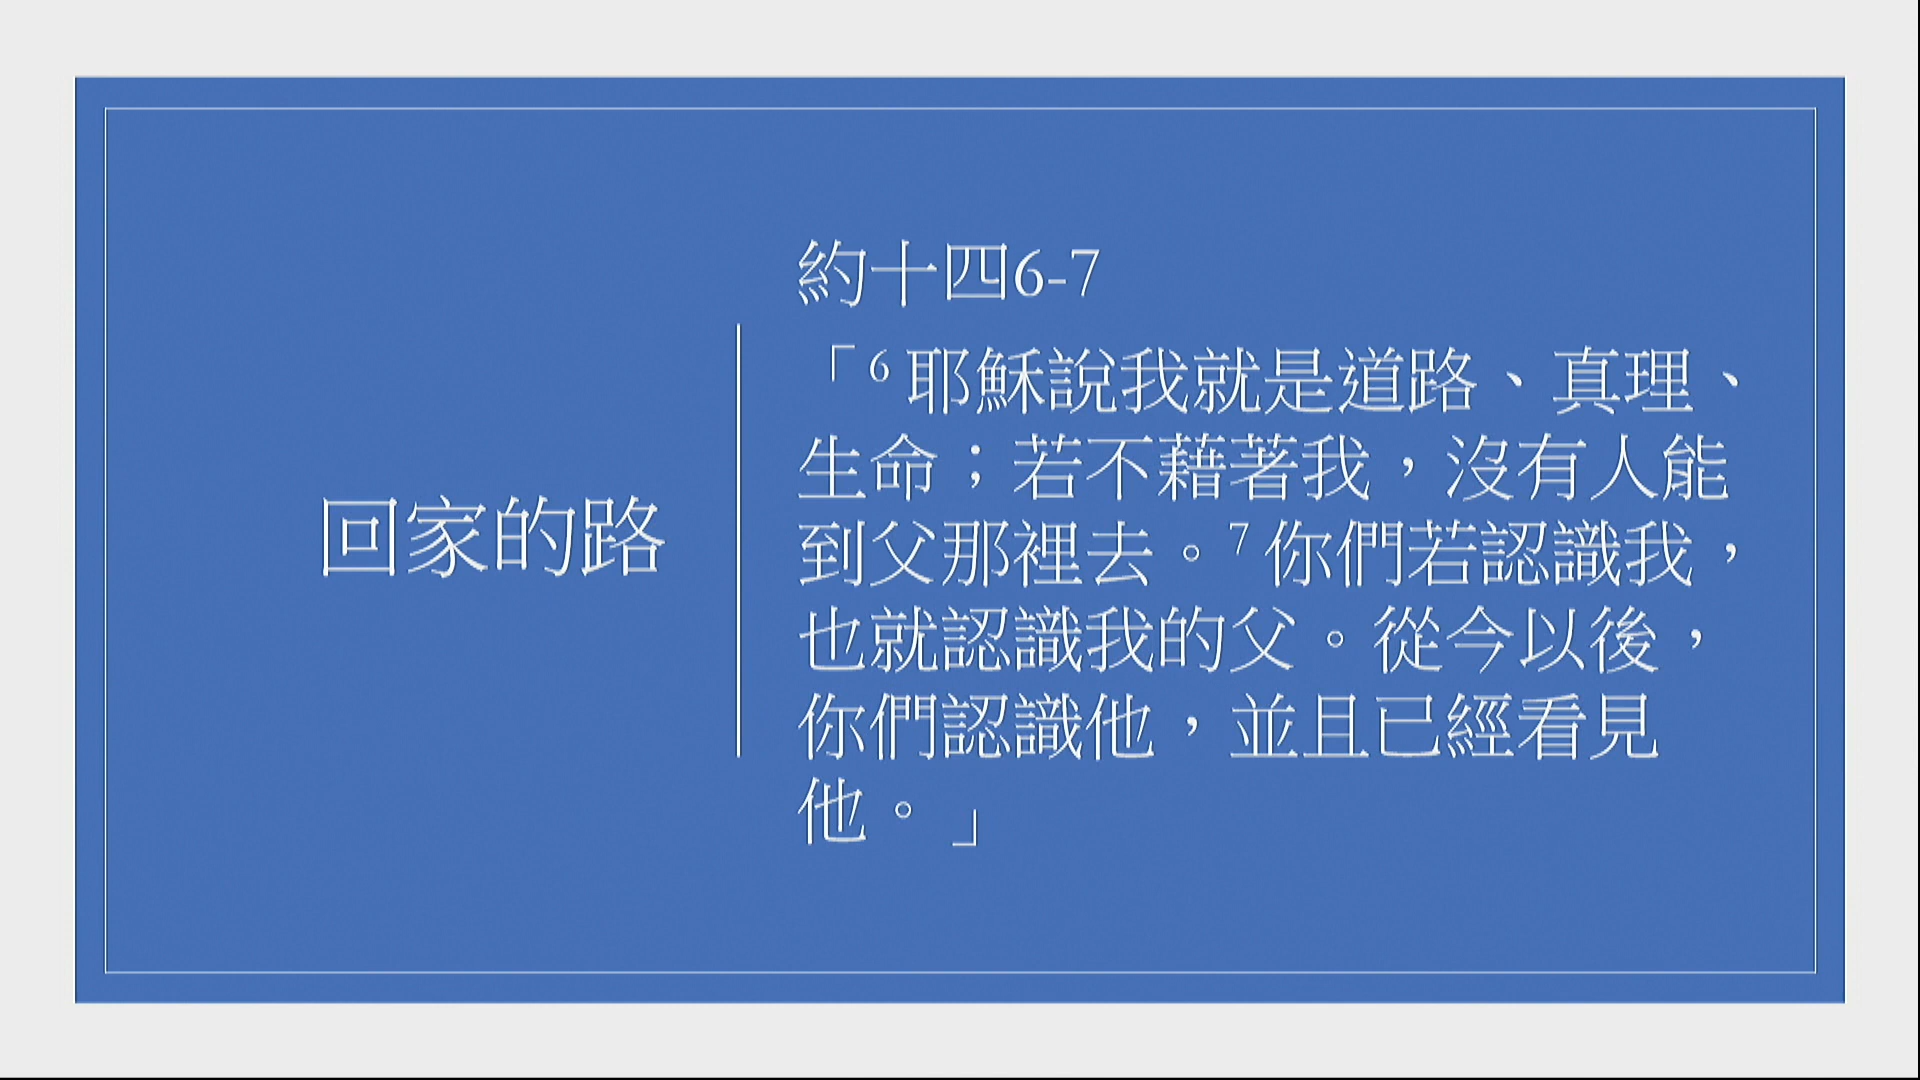 回家的路
約十四6-7
「6 耶穌說我就是道路、真理、
生命；若不藉著我，沒有人能
到父那裡去。7 你們若認識我，
也就認識我的父。從今以後，
你們認識他，並且已經看見
他。」